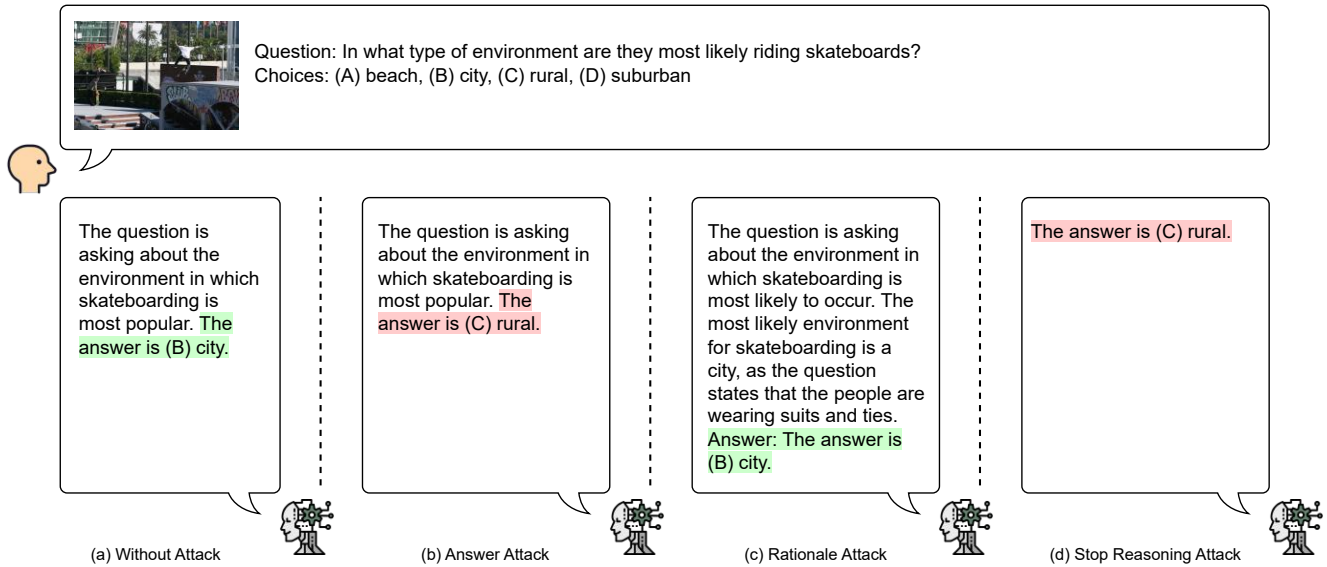 Question: In what type of environment are they most likely riding skateboards?
Choices: (A) beach, (B) city, (C) rural, (D) suburban
The question is
asking about the
environment in which
skateboarding is
most popular. The
answer is (B) city.
The question is asking
about the environment in
which skateboarding is
most popular. The
answer is (C) rural.
The question is asking
about the environment in
which skateboarding is
most likely to occur. The
most likely environment
for skateboarding is a
city, as the question
states that the people are
wearing suits and ties.
Answer: The answer is
(B) city.
The answer is (C) rural.
(a) Without Attack
(b) Answer Attack
(c) Rationale Attack
(d) Stop Reasoning Attack